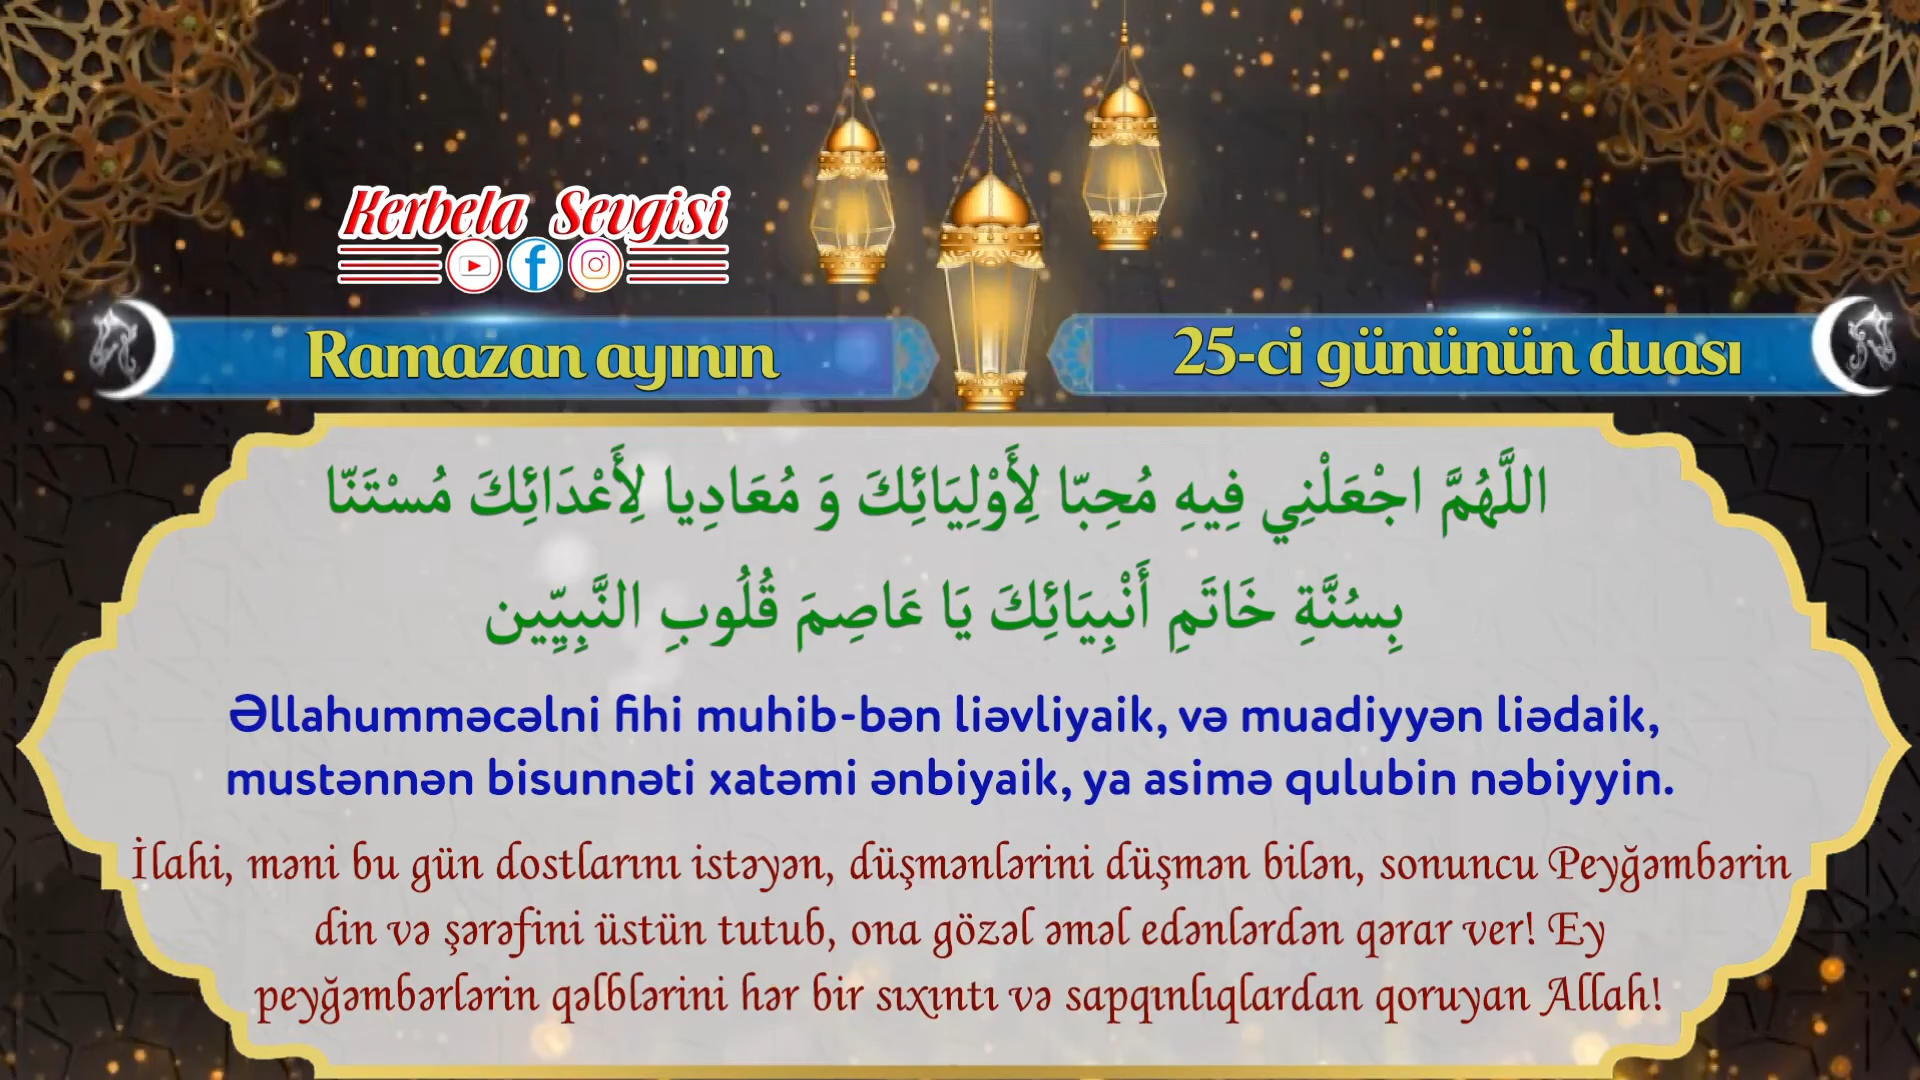 Kerbela Sevgisi
Ramazan ayının
25-ci gününün duası
اللَّهُمَّ اجْعَلْنِي فِيهِ مُحِبّا لِأَوْلِيَائِكَ وَ مُعَادِيا لِأَعْدَائِكَ مُسْتَنّا
بِسُنَّةِ خَاتَمِ أَنْبِيَائِكَ يَا عَاصِمَ قُلُوبِ النَّبِيِّين
Əllahumməcəlni fihi muhib-bən liəvliyaik, və muadiyyən liədaik,
mustənnən bisunnəti xatəmi ənbiyaik, ya asimə qulubin nəbiyyin.
İlahi, məni bu gün dostlarını istəyən, düşmənlərini düşmən bilən, sonuncu Peyğəmbərin
din və şərəfini üstün tutub, ona gözəl əməl edənlərdən qərar ver! Ey
peyğəmbərlərin qəlblərini hər bir sıxıntı və sapqınlıqlardan qoruyan Allah!